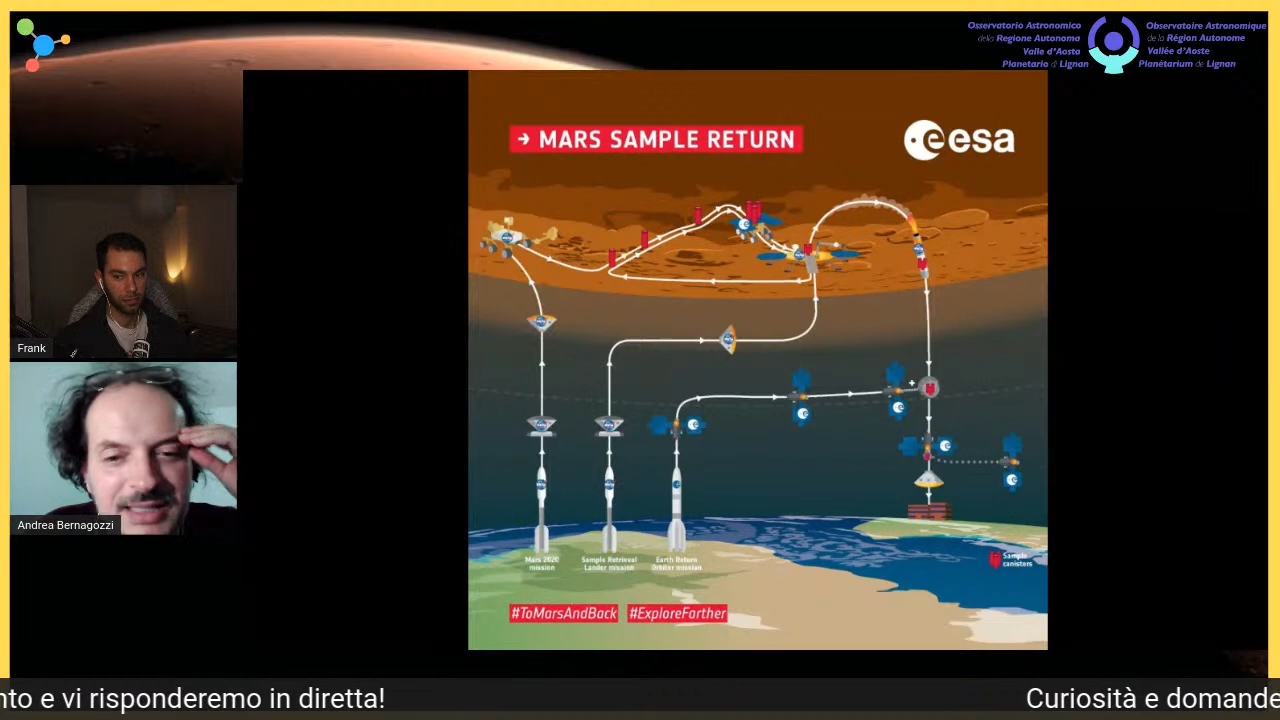 Osservatorio Astronomico
della Regione Autonoma
Valle d'Aosta
Planetario di Lignan
Observatoire Astronomique
de la Région Autonome
Vallée d'Aoste
Planétarium de Lignan
→ MARS SAMPLE RETURN
esa
Frank
Andrea Bernagozzi
Mars 2020
mission
Sample Retrieval
Lander mission
Earth Return
Orbiter mission
Sample
canisters
#ToMarsAndBack #ExploreFarther
nto e vi risponderemo in diretta!
Curiosità e domande